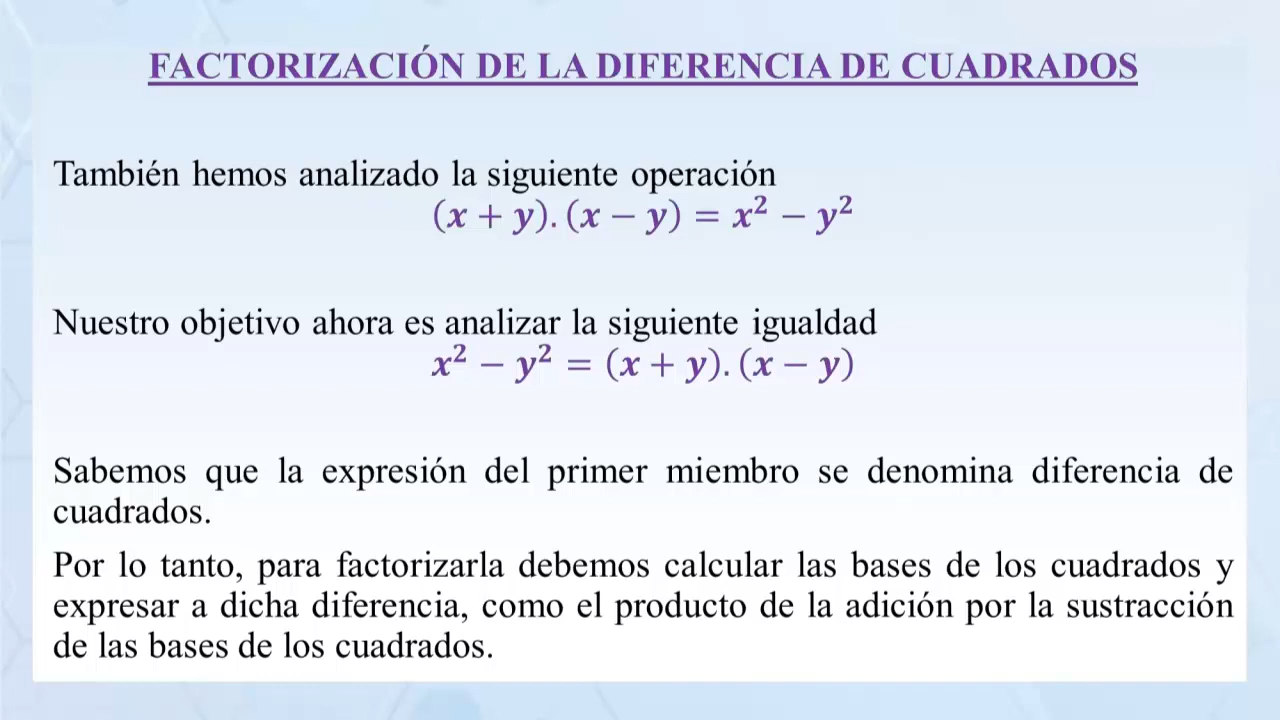 FACTORIZACIÓN DE LA DIFERENCIA DE CUADRADOS
También hemos analizado la siguiente operación
(x + y). (x − y) = x² − y²
Nuestro objetivo ahora es analizar la siguiente igualdad
x² − y² = (x + y). (x − y)
Sabemos que la expresión del primer miembro se denomina diferencia de
cuadrados.
Por lo tanto, para factorizarla debemos calcular las bases de los cuadrados y
expresar a dicha diferencia, como el producto de la adición por la sustracción
de las bases de los cuadrados.